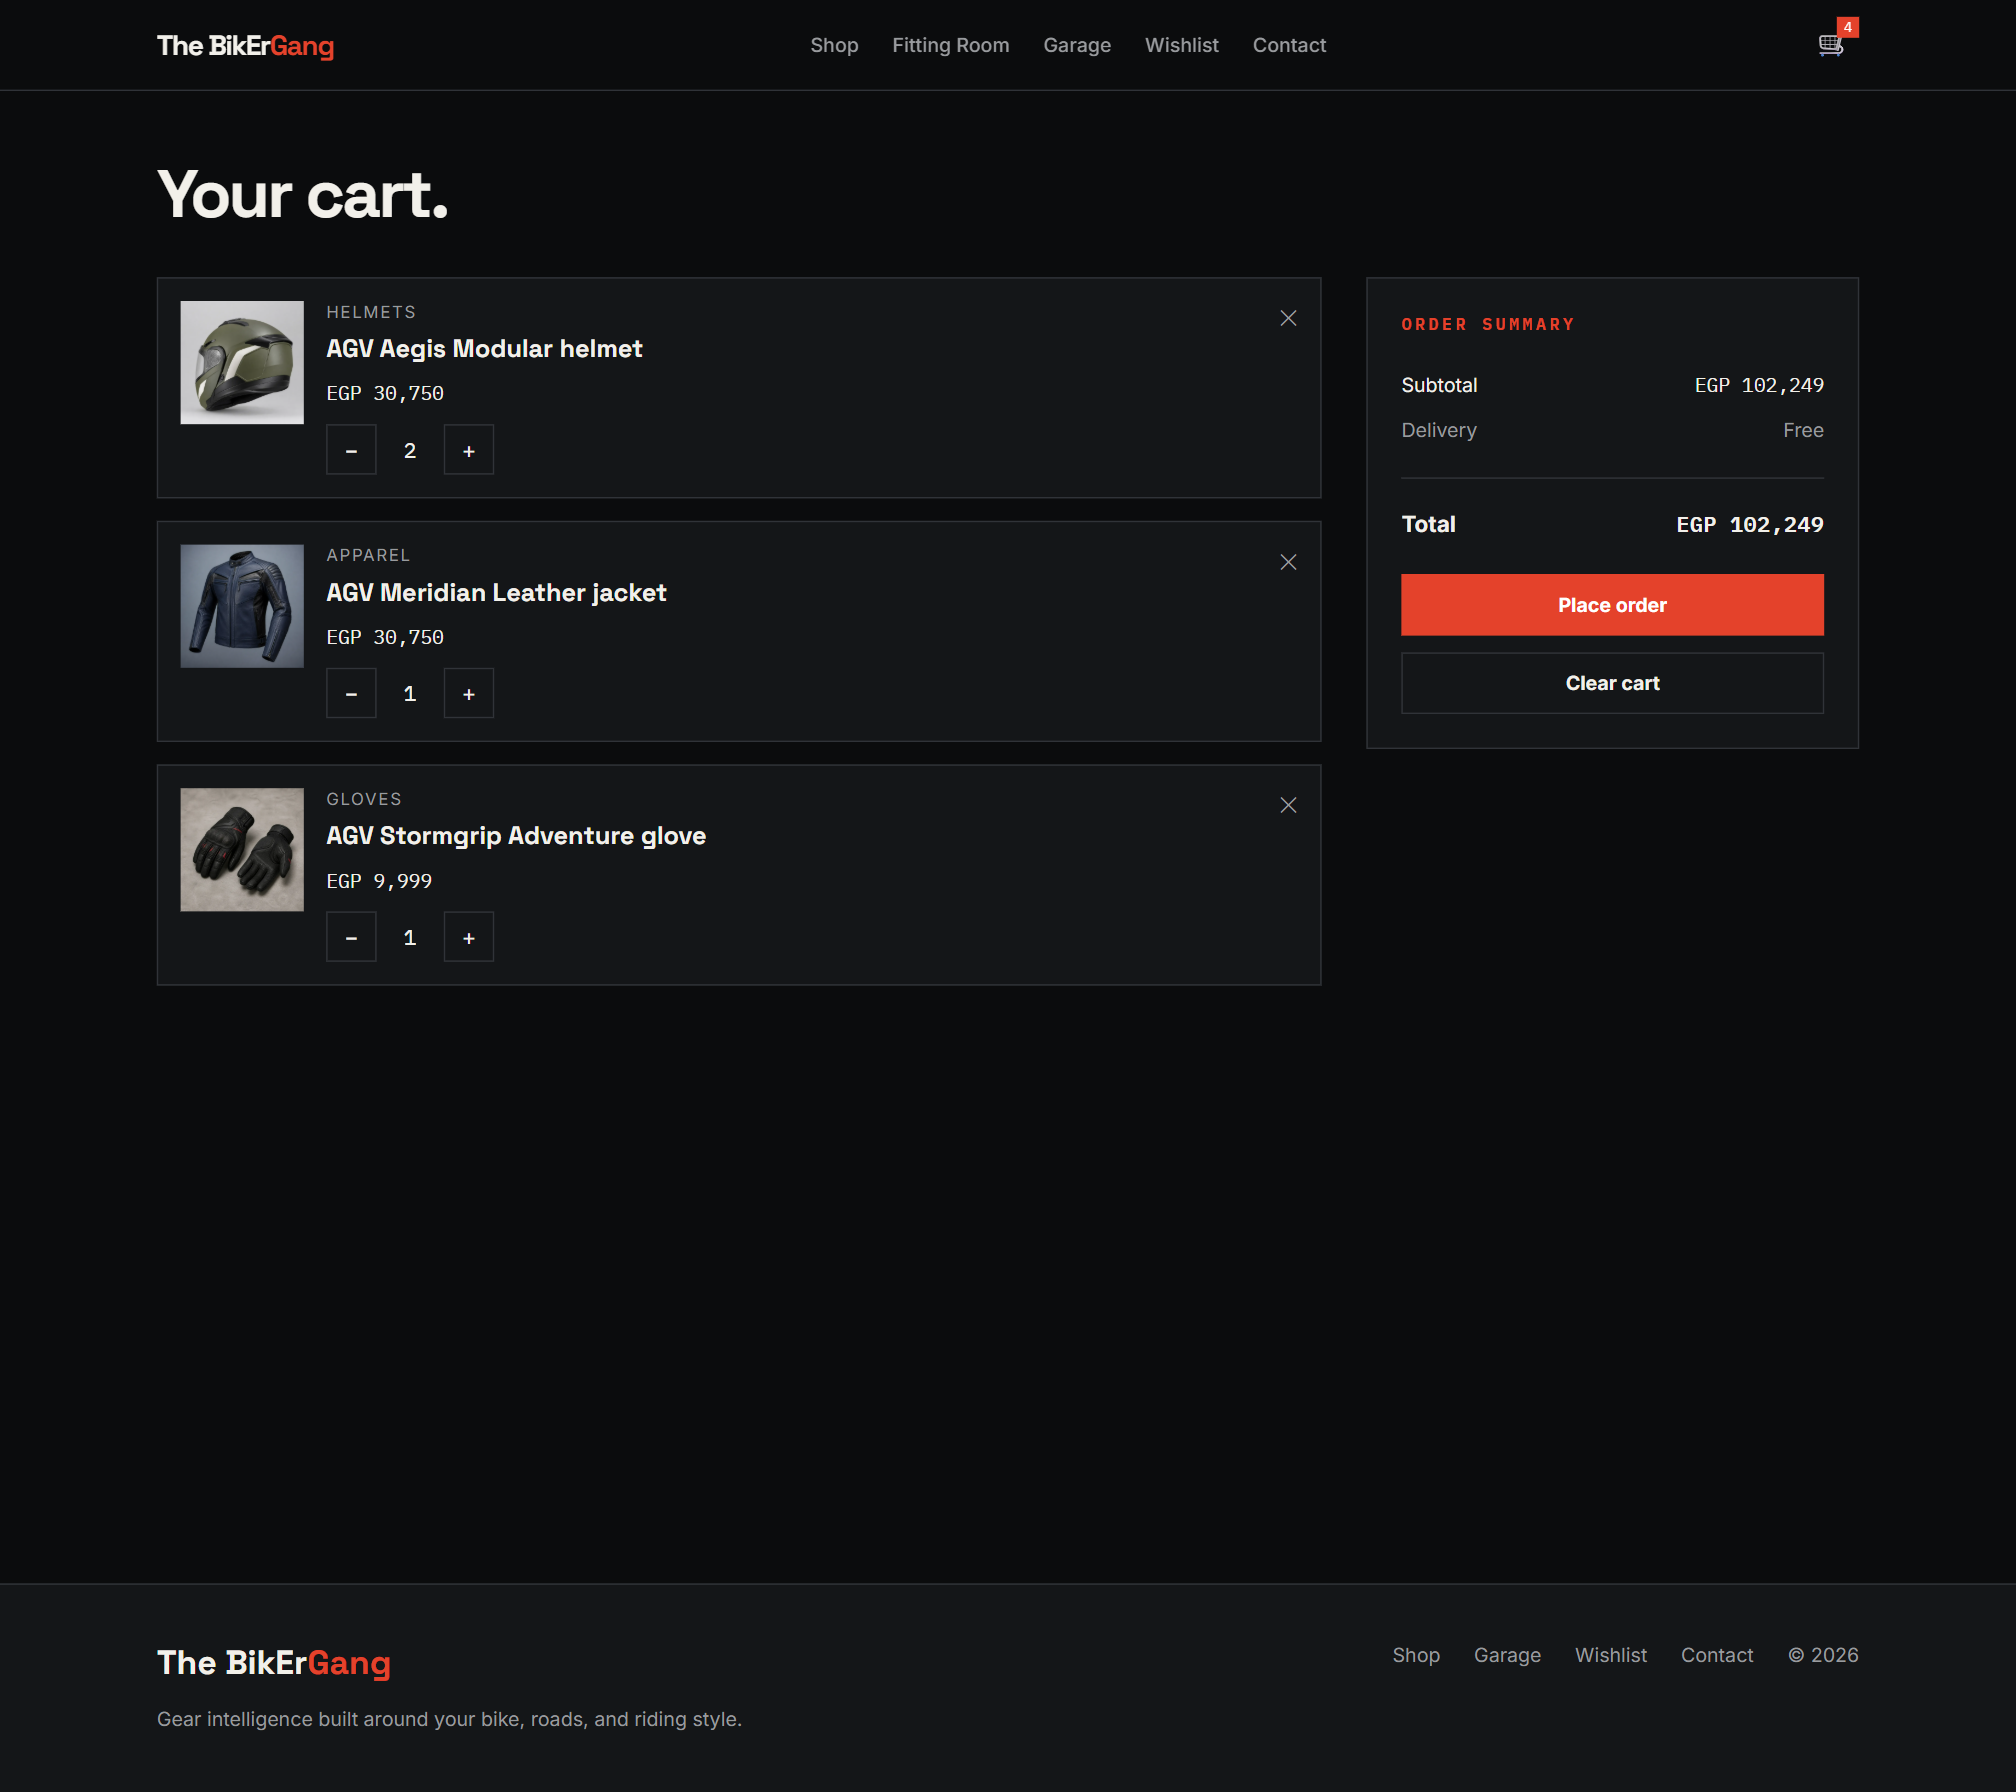 The BikErGang
Shop Fitting Room Garage Wishlist Contact
4
Your cart.
HELMETS
AGV Aegis Modular helmet
EGP 30,750
− 2 +
APPAREL
AGV Meridian Leather jacket
EGP 30,750
− 1 +
GLOVES
AGV Stormgrip Adventure glove
EGP 9,999
− 1 +
ORDER SUMMARY
Subtotal EGP 102,249
Delivery Free
Total EGP 102,249
Place order
Clear cart
The BikErGang
Gear intelligence built around your bike, roads, and riding style.
Shop Garage Wishlist Contact © 2026